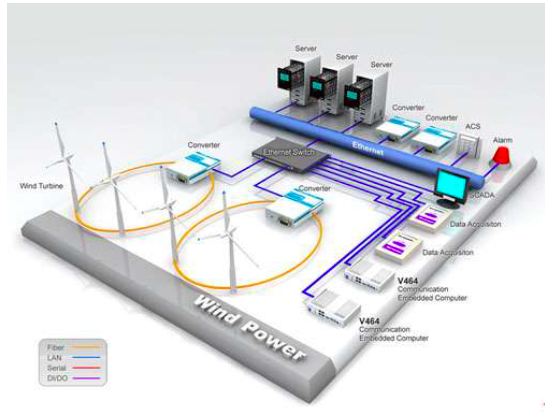 Server
Server
Server
Converter
Converter
ACS
Alarm
Ethernet
Converter
Ethernet Switch
Wind Turbine
Converter
SCADA
Data Acquisiton
Data Acquisiton
V464
Communication
Embedded Computer
V464
Communication
Embedded Computer
Wind Power
Fiber
LAN
Serial
DI/DO